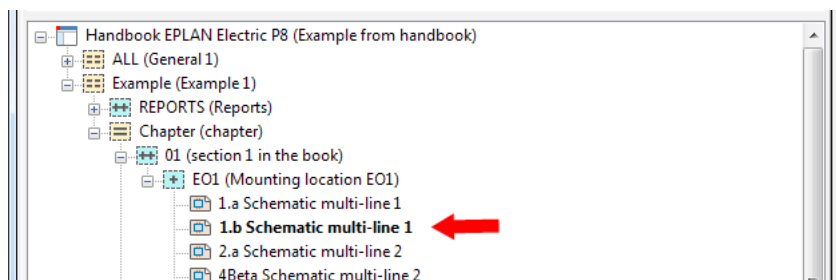 Handbook EPLAN Electric P8 (Example from handbook)
ALL (General 1)
Example (Example 1)
REPORTS (Reports)
Chapter (chapter)
01 (section 1 in the book)
EO1 (Mounting location EO1)
1.a Schematic multi-line 1
1.b Schematic multi-line 1
2.a Schematic multi-line 2
4Beta Schematic multi-line 2